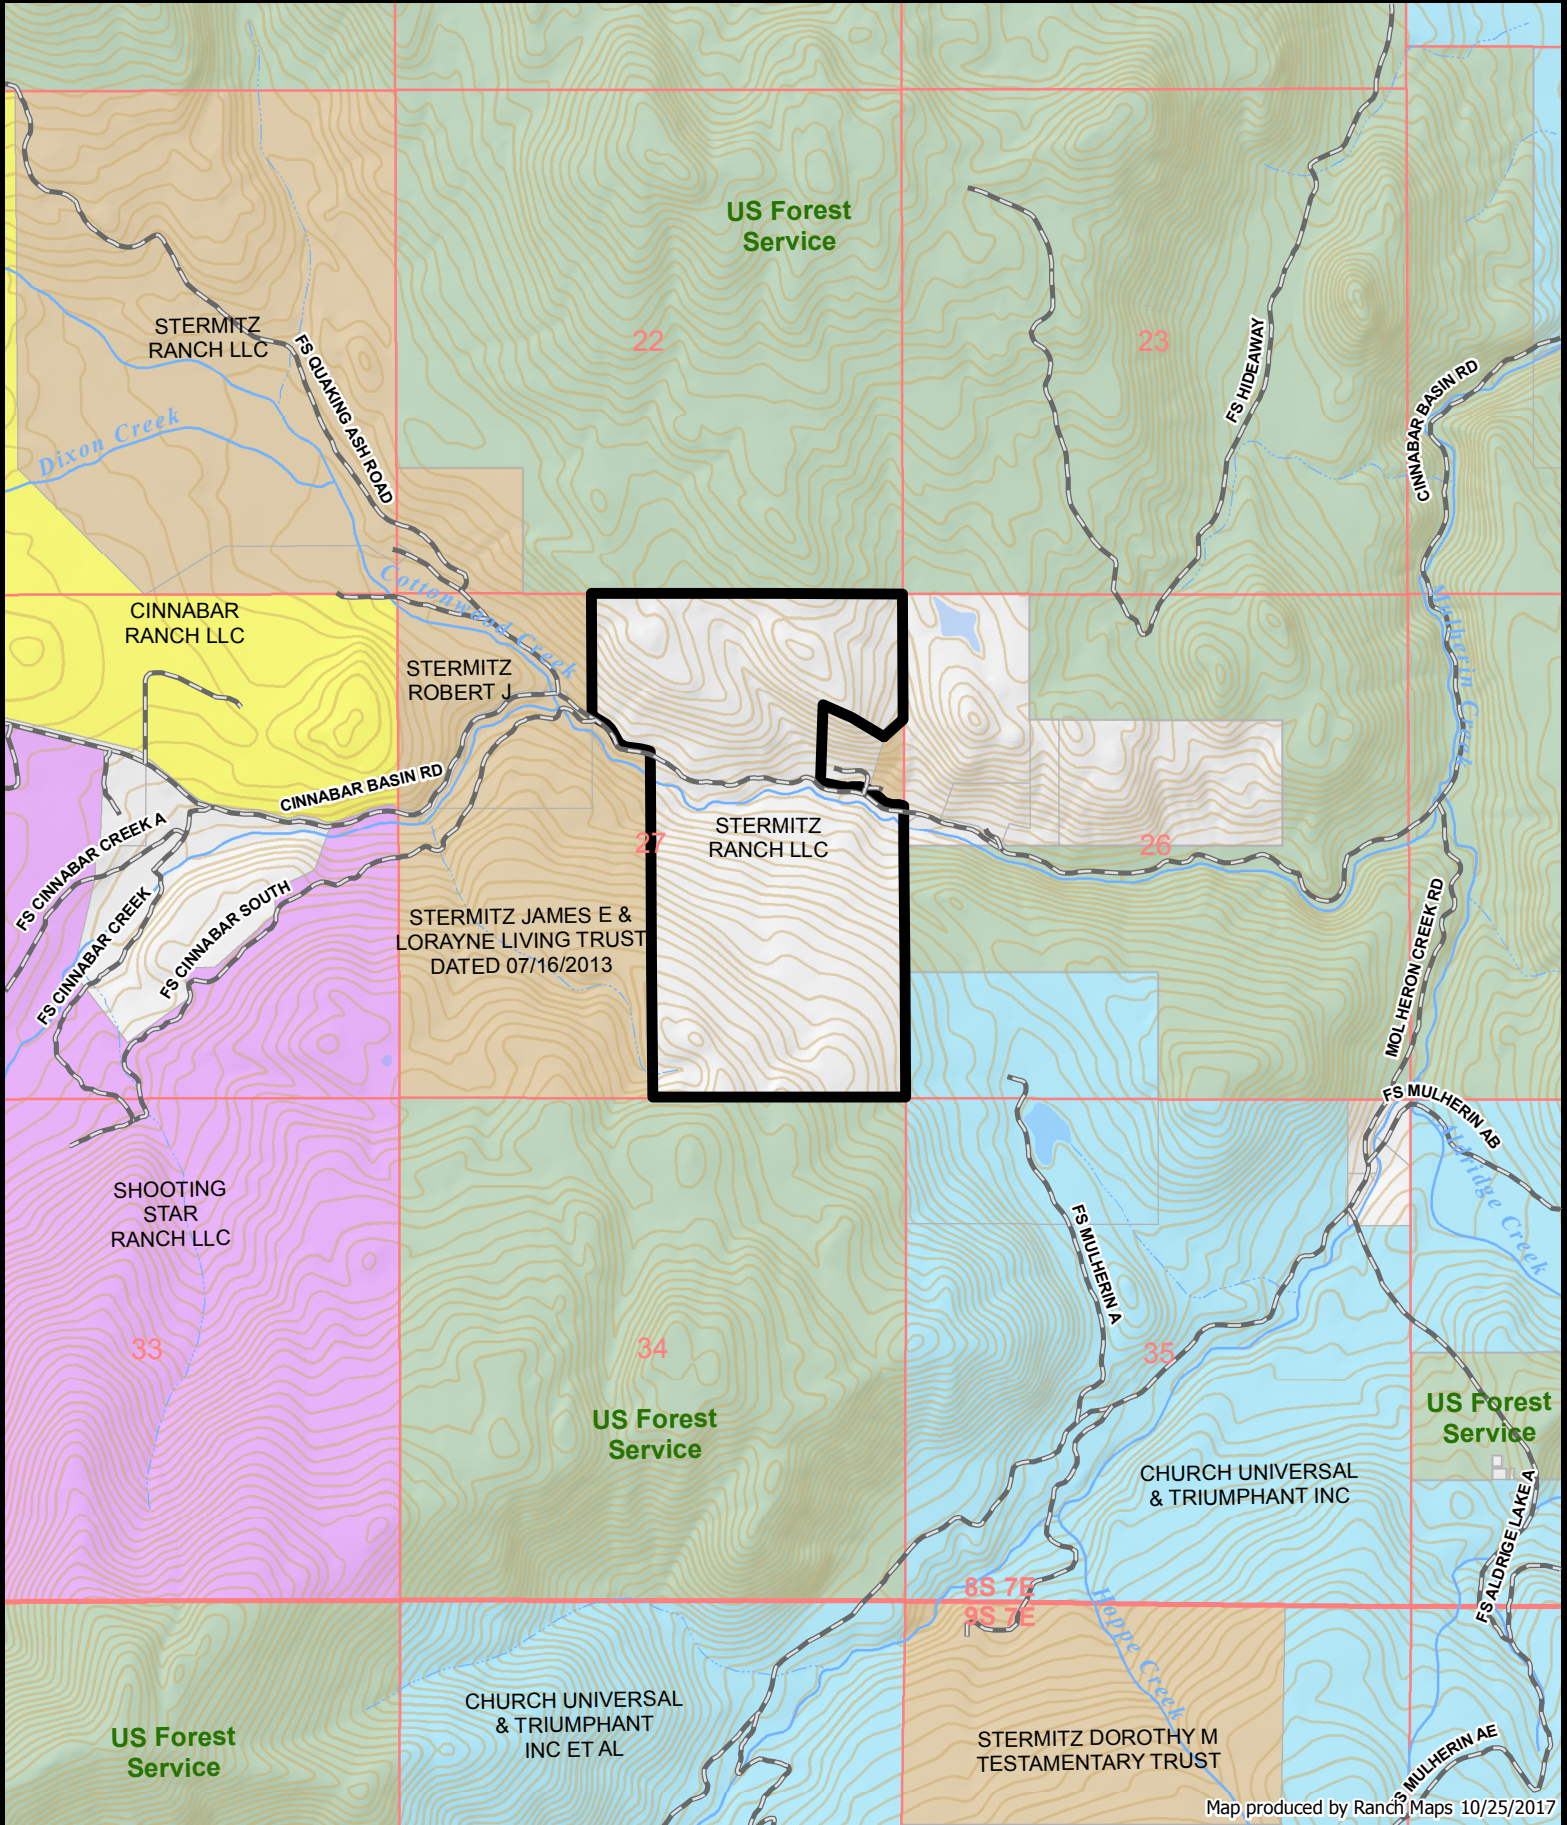 US Forest
Service
STERMITZ
RANCH LLC
FS QUAKING ASH ROAD
22
23
FS HIDEAWAY
CINNABAR BASIN RD
Dixon Creek
Cottonwood Creek
CINNABAR
RANCH LLC
STERMITZ
ROBERT J
Mulherin Creek
CINNABAR BASIN RD
FS CINNABAR CREEK A
FS CINNABAR CREEK
FS CINNABAR SOUTH
27
STERMITZ
RANCH LLC
26
STERMITZ JAMES E &
LORAYNE LIVING TRUST
DATED 07/16/2013
MOL HERON CREEK RD
FS MULHERIN AB
Aldridge Creek
SHOOTING
STAR
RANCH LLC
FS MULHERIN A
33
34
35
US Forest
Service
US Forest
Service
CHURCH UNIVERSAL
& TRIUMPHANT INC
FS ALDRIGE LAKE A
8S 7E
9S 7E
Hoppe Creek
US Forest
Service
CHURCH UNIVERSAL
& TRIUMPHANT
INC ET AL
STERMITZ DOROTHY M
TESTAMENTARY TRUST
FS MULHERIN AE
Map produced by Ranch Maps 10/25/2017